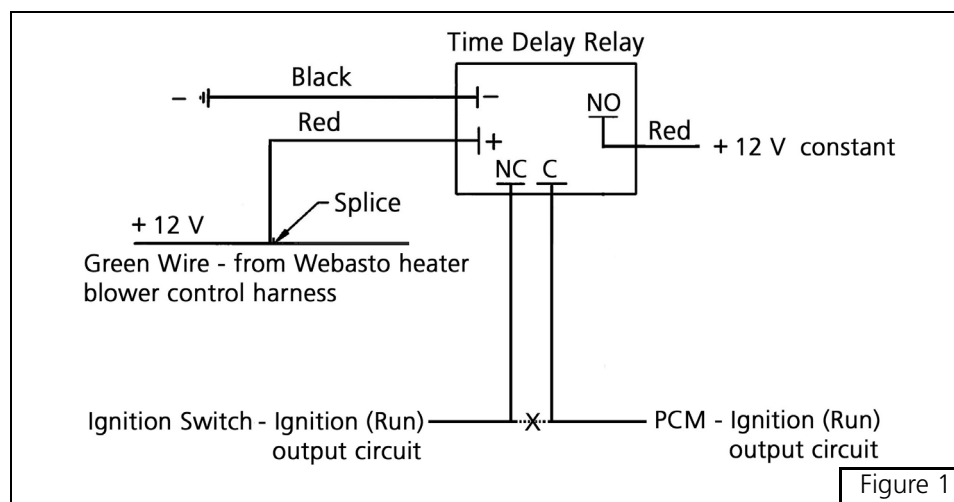 Time Delay Relay
Black
–
–
NO
Red
Red
+ 12 V constant
+
NC C
Splice
+ 12 V
Green Wire - from Webasto heater
blower control harness
Ignition Switch - Ignition (Run)
output circuit
X
PCM - Ignition (Run)
output circuit
Figure 1